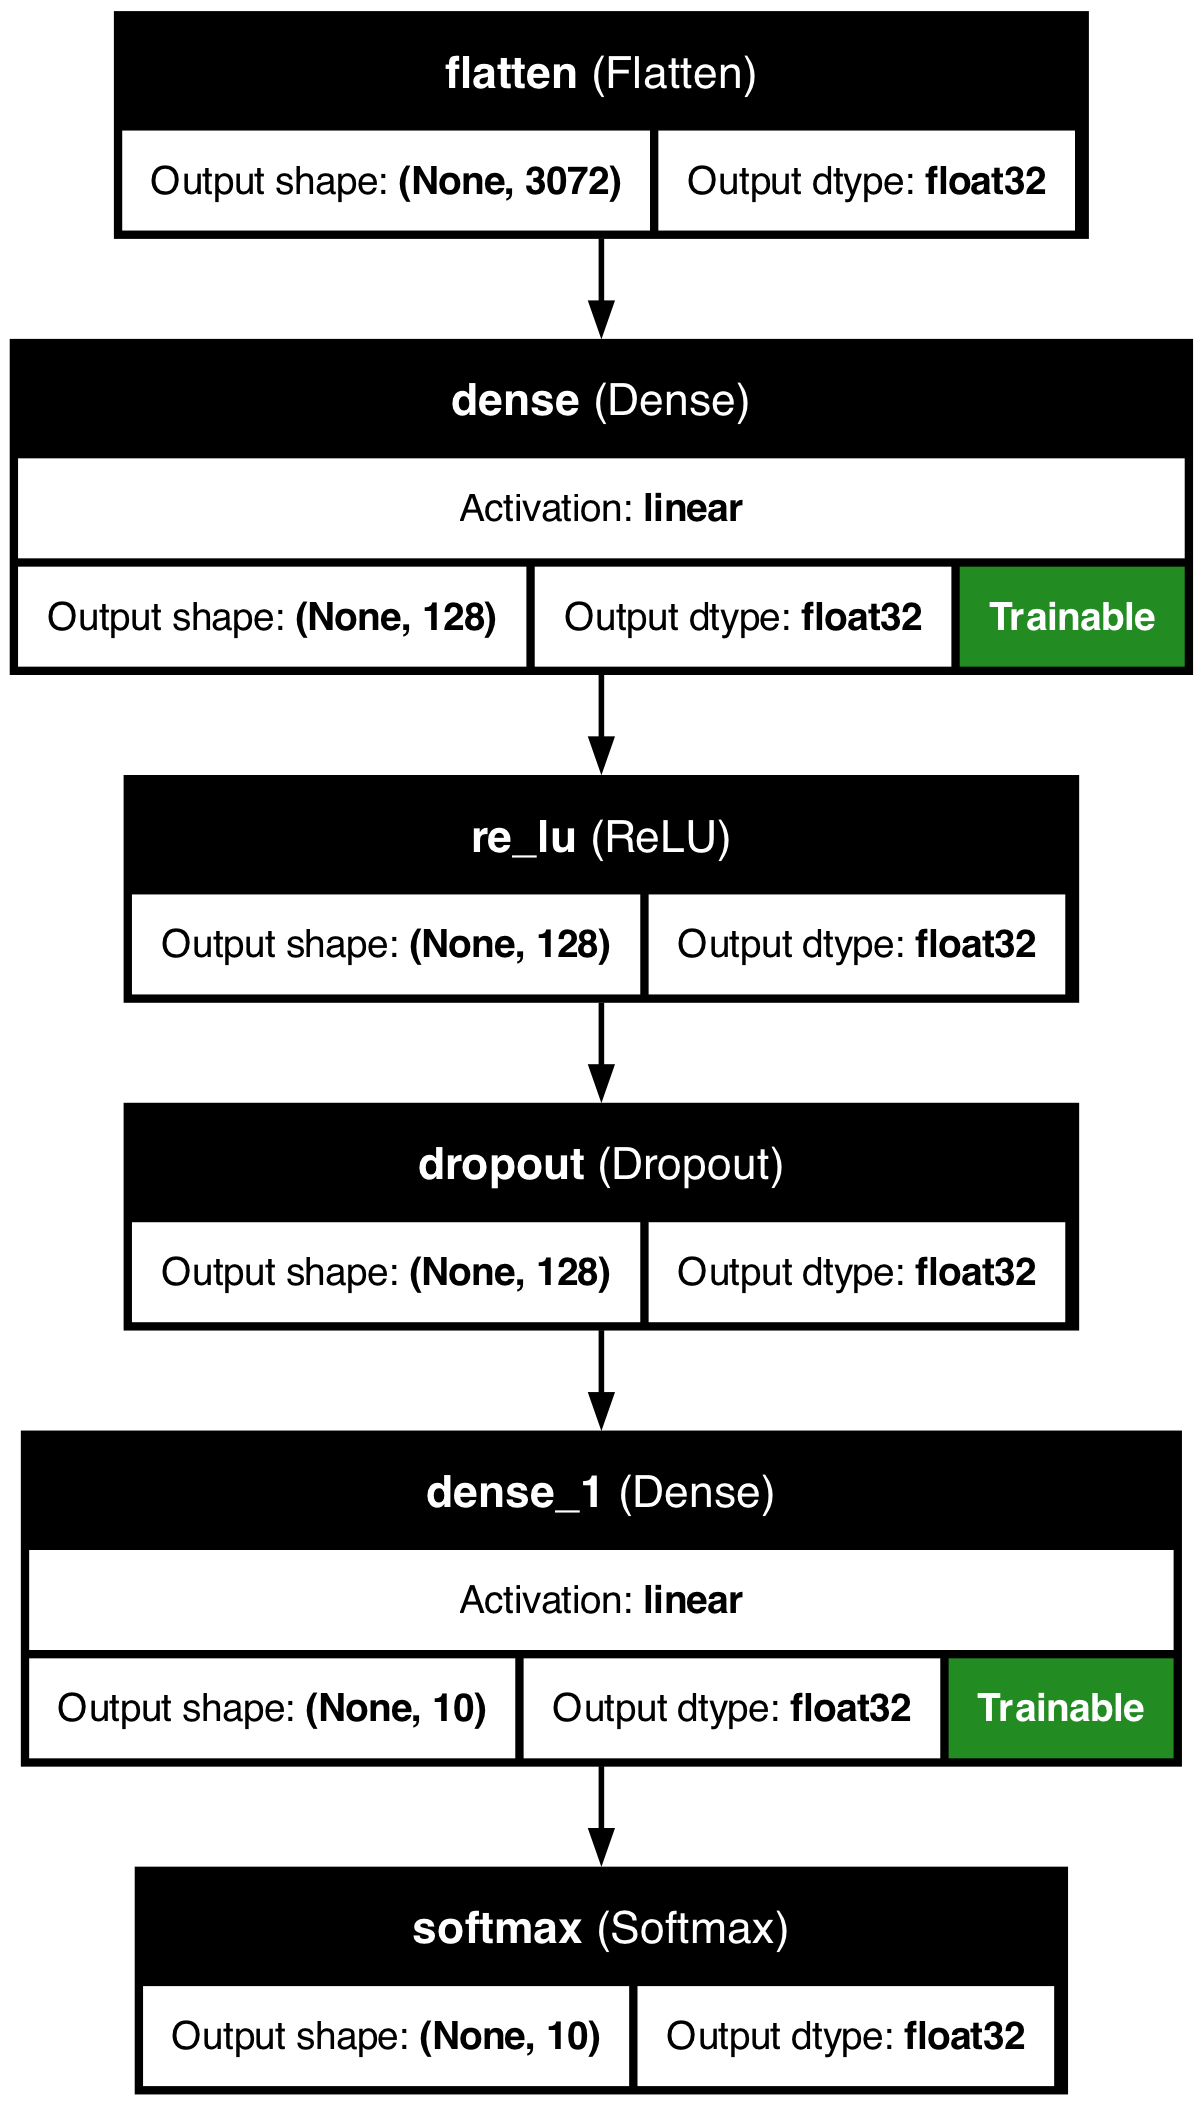 flatten (Flatten)
Output shape: (None, 3072) Output dtype: float32
dense (Dense)
Activation: linear
Output shape: (None, 128) Output dtype: float32 Trainable
re_lu (ReLU)
Output shape: (None, 128) Output dtype: float32
dropout (Dropout)
Output shape: (None, 128) Output dtype: float32
dense_1 (Dense)
Activation: linear
Output shape: (None, 10) Output dtype: float32 Trainable
softmax (Softmax)
Output shape: (None, 10) Output dtype: float32